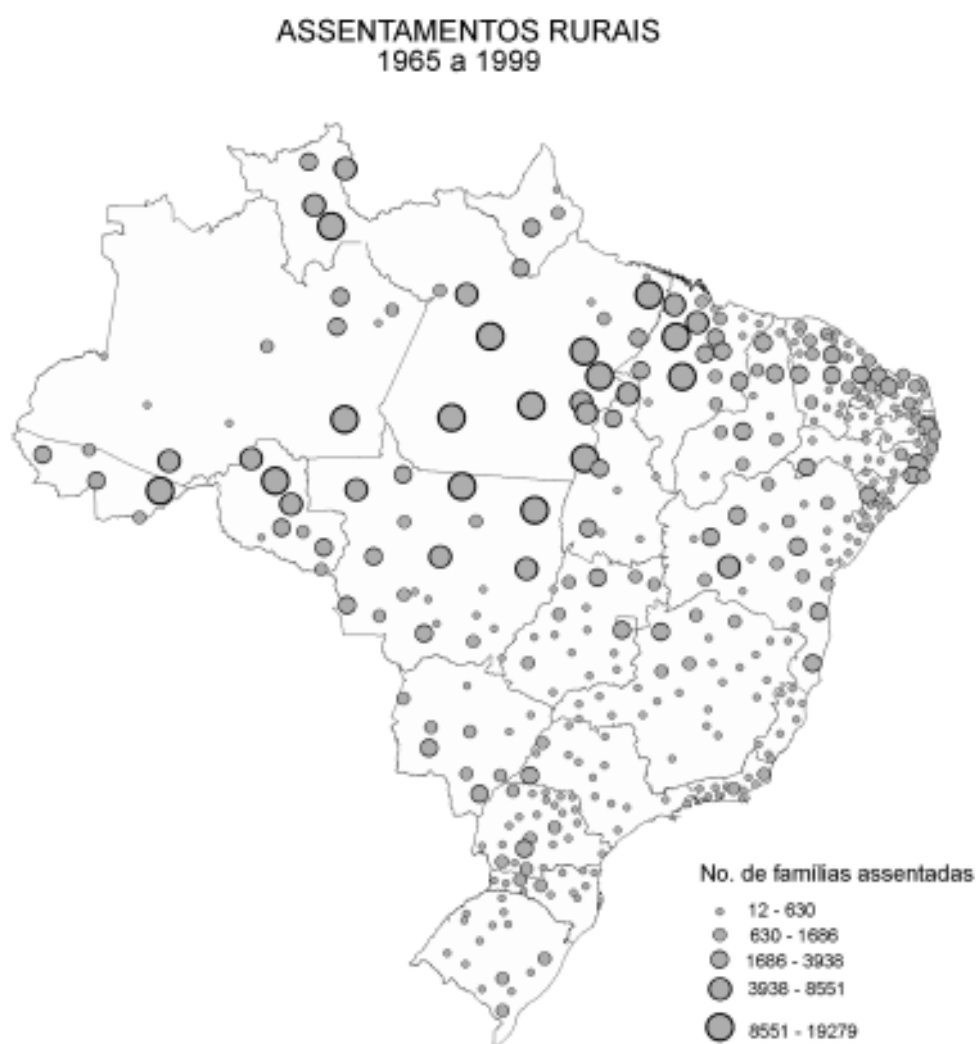 ASSENTAMENTOS RURAIS
1965 a 1999
No. de famílias assentadas
12 - 630
630 - 1686
1686 - 3938
3938 - 8551
8551 - 19279